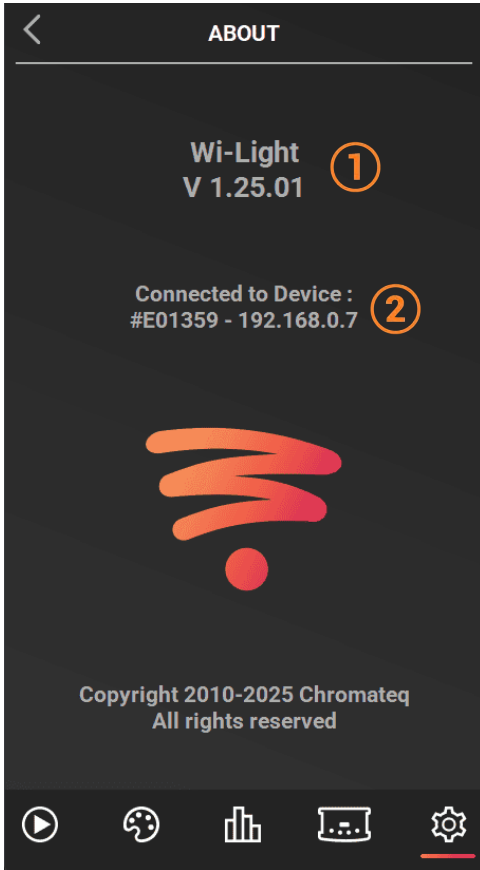 ABOUT
Wi-Light
V 1.25.01
1
Connected to Device :
#E01359 - 192.168.0.7
2
Copyright 2010-2025 Chromateq
All rights reserved